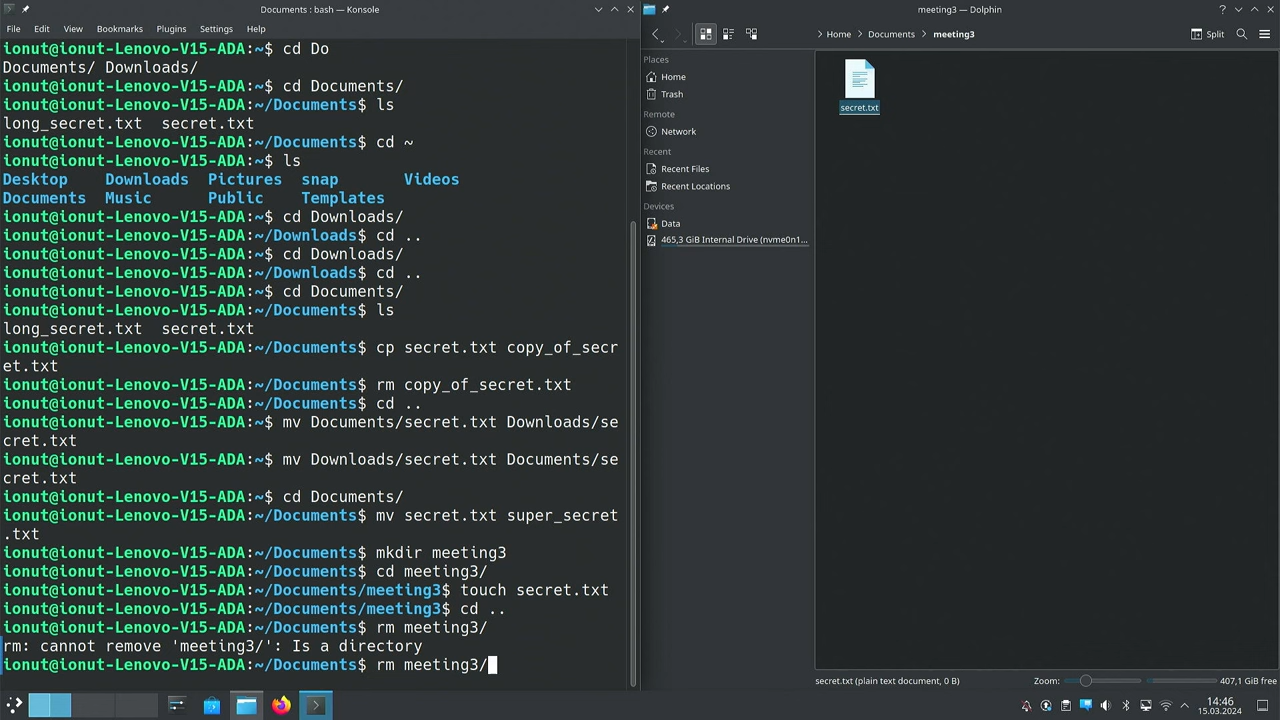 Documents : bash — Konsole
File Edit View Bookmarks Plugins Settings Help
ionut@ionut-Lenovo-V15-ADA:~$ cd Do
Documents/ Downloads/
ionut@ionut-Lenovo-V15-ADA:~$ cd Documents/
ionut@ionut-Lenovo-V15-ADA:~/Documents$ ls
long_secret.txt  secret.txt
ionut@ionut-Lenovo-V15-ADA:~/Documents$ cd ~
ionut@ionut-Lenovo-V15-ADA:~$ ls
Desktop    Downloads  Pictures  snap       Videos
Documents  Music      Public    Templates
ionut@ionut-Lenovo-V15-ADA:~$ cd Downloads/
ionut@ionut-Lenovo-V15-ADA:~/Downloads$ cd ..
ionut@ionut-Lenovo-V15-ADA:~$ cd Downloads/
ionut@ionut-Lenovo-V15-ADA:~/Downloads$ cd ..
ionut@ionut-Lenovo-V15-ADA:~$ cd Documents/
ionut@ionut-Lenovo-V15-ADA:~/Documents$ ls
long_secret.txt  secret.txt
ionut@ionut-Lenovo-V15-ADA:~/Documents$ cp secret.txt copy_of_secr
et.txt
ionut@ionut-Lenovo-V15-ADA:~/Documents$ rm copy_of_secret.txt
ionut@ionut-Lenovo-V15-ADA:~/Documents$ cd ..
ionut@ionut-Lenovo-V15-ADA:~$ mv Documents/secret.txt Downloads/se
cret.txt
ionut@ionut-Lenovo-V15-ADA:~$ mv Downloads/secret.txt Documents/se
cret.txt
ionut@ionut-Lenovo-V15-ADA:~$ cd Documents/
ionut@ionut-Lenovo-V15-ADA:~/Documents$ mv secret.txt super_secret
.txt
ionut@ionut-Lenovo-V15-ADA:~/Documents$ mkdir meeting3
ionut@ionut-Lenovo-V15-ADA:~/Documents$ cd meeting3/
ionut@ionut-Lenovo-V15-ADA:~/Documents/meeting3$ touch secret.txt
ionut@ionut-Lenovo-V15-ADA:~/Documents/meeting3$ cd ..
ionut@ionut-Lenovo-V15-ADA:~/Documents$ rm meeting3/
rm: cannot remove 'meeting3/': Is a directory
ionut@ionut-Lenovo-V15-ADA:~/Documents$ rm meeting3/
meeting3 — Dolphin
Home > Documents > meeting3
Split
Places
Home
Trash
Remote
Network
Recent
Recent Files
Recent Locations
Devices
Data
465,3 GiB Internal Drive (nvme0n1...
secret.txt
secret.txt (plain text document, 0 B)
Zoom:
407,1 GiB free
14:46
15.03.2024